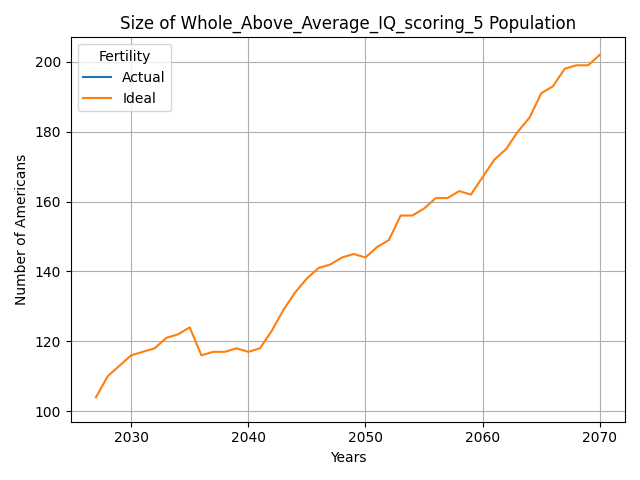 Size of Whole_Above_Average_IQ_scoring_5 Population
Fertility
Actual
Ideal
Number of Americans
200
180
160
140
120
100
2030
2040
2050
2060
2070
Years